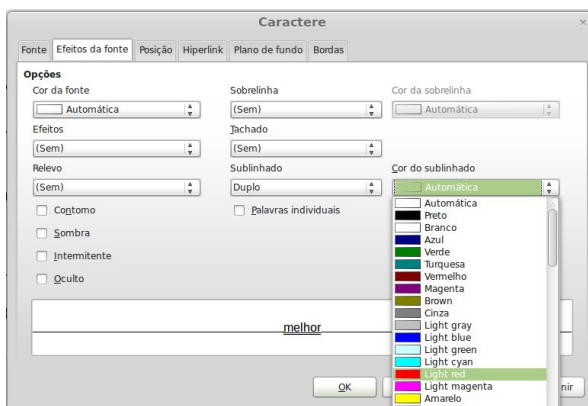 Caractere
Fonte Efeitos da fonte Posição Hiperlink Plano de fundo Bordas
Opções
Cor da fonte Sobrelinha Cor da sobrelinha
Automática (Sem) Automática
Efeitos Tachado
(Sem) (Sem)
Relevo Sublinhado Cor do sublinhado
(Sem) Duplo Automática
Contorno Palavras individuais
Sombra
Intermitente
Oculto
Automática
Preto
Branco
Azul
Verde
Turquesa
Vermelho
Magenta
Brown
Cinza
Light gray
Light blue
Light green
Light cyan
Light red
Light magenta
Amarelo
melhor
OK nir